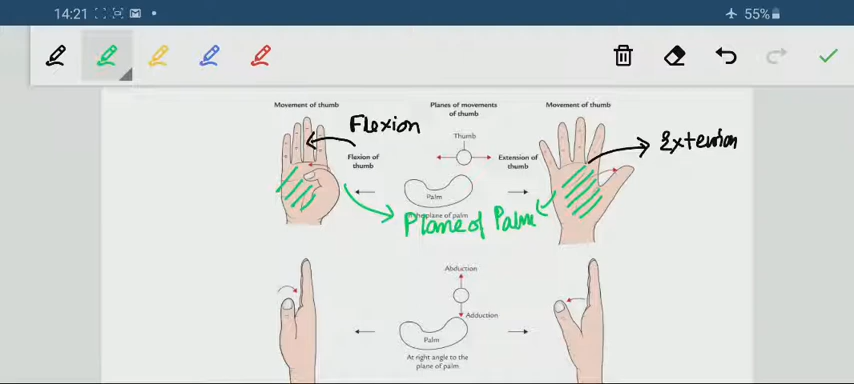 14:21
55%
Movement of thumb
Planes of movements
of thumb
Movement of thumb
Flexion
Thumb
Extension
Flexion of
thumb
Extension of
thumb
Palm
plane of palm
Plane of Palm
Abduction
Adduction
Palm
At right angle to the
plane of palm